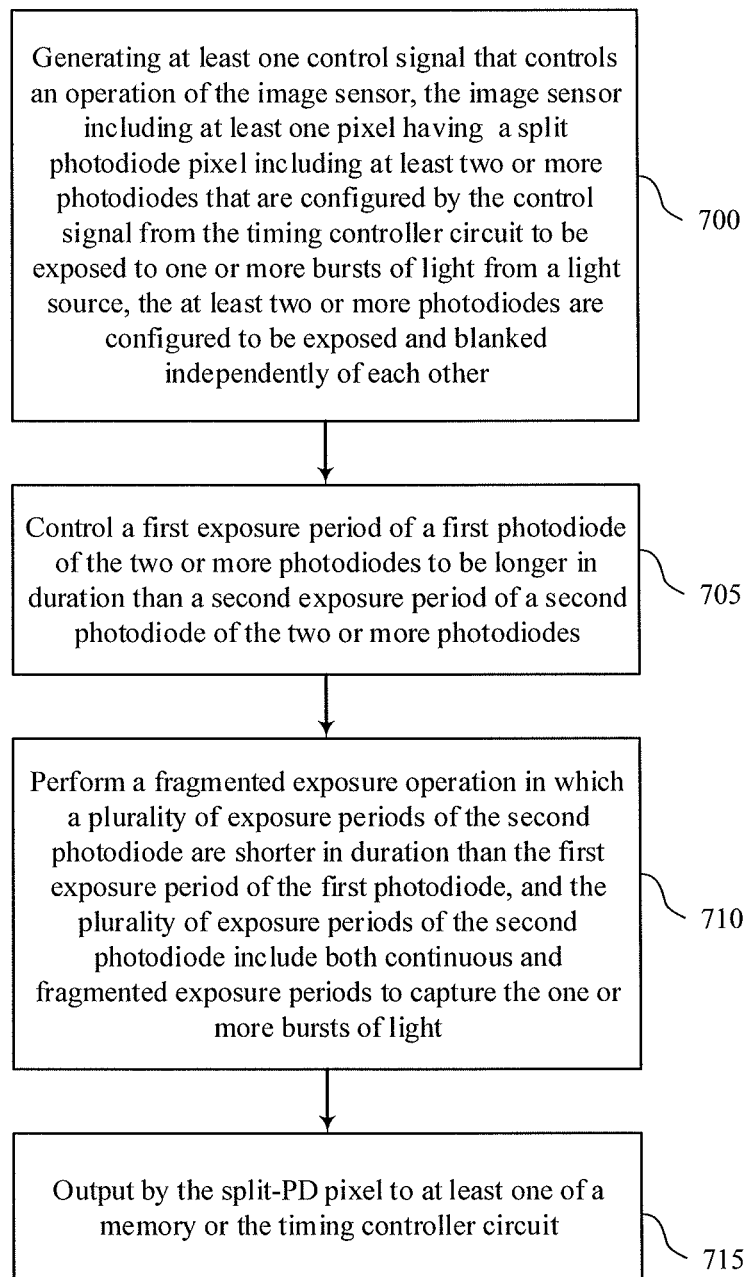 Generating at least one control signal that controls
an operation of the image sensor, the image sensor
including at least one pixel having a split
photodiode pixel including at least two or more
photodiodes that are configured by the control
signal from the timing controller circuit to be
exposed to one or more bursts of light from a light
source, the at least two or more photodiodes are
configured to be exposed and blanked
independently of each other
700
Control a first exposure period of a first photodiode
of the two or more photodiodes to be longer in
duration than a second exposure period of a second
photodiode of the two or more photodiodes
705
Perform a fragmented exposure operation in which
a plurality of exposure periods of the second
photodiode are shorter in duration than the first
exposure period of the first photodiode, and the
plurality of exposure periods of the second
photodiode include both continuous and
fragmented exposure periods to capture the one or
more bursts of light
710
Output by the split-PD pixel to at least one of a
memory or the timing controller circuit
715